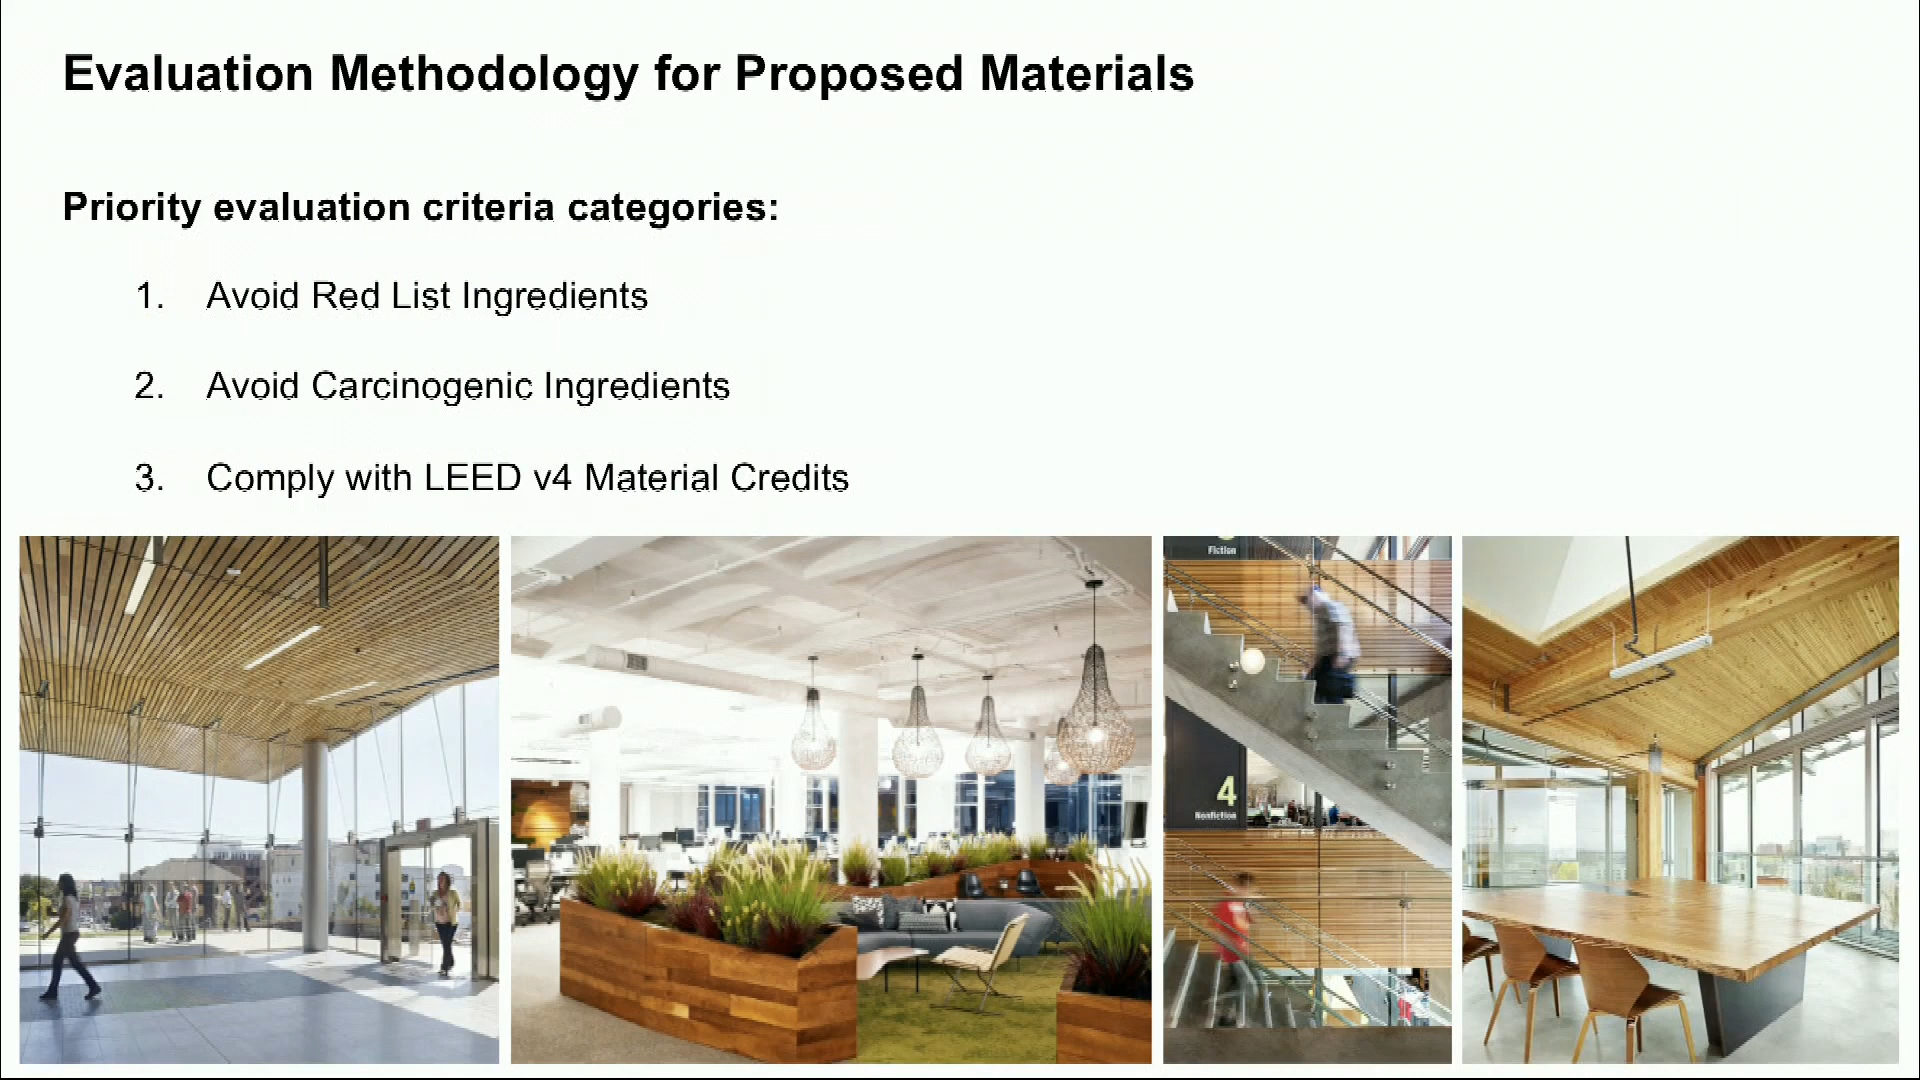 Evaluation Methodology for Proposed Materials
Priority evaluation criteria categories:
1. Avoid Red List Ingredients
2. Avoid Carcinogenic Ingredients
3. Comply with LEED v4 Material Credits
Fiction
4
Nonfiction